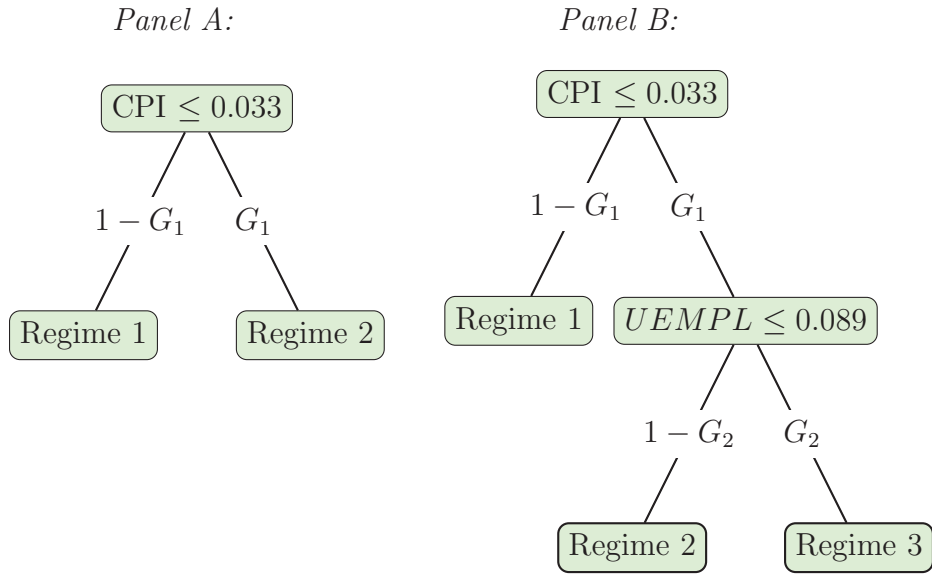 Panel A:
CPI ≤ 0.033
1 − G₁
G₁
Regime 1
Regime 2
Panel B:
CPI ≤ 0.033
1 − G₁
G₁
Regime 1
UEMPL ≤ 0.089
1 − G₂
G₂
Regime 2
Regime 3